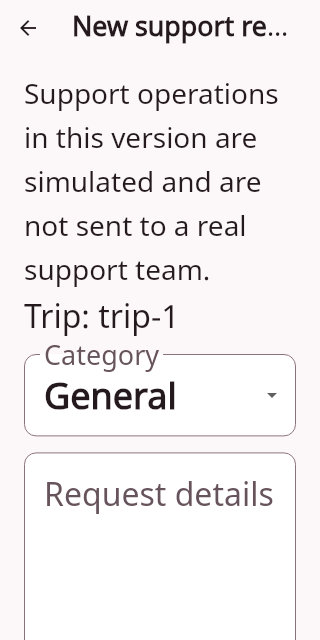 New support re...
Support operations
in this version are
simulated and are
not sent to a real
support team.
Trip: trip-1
Category
General
Request details